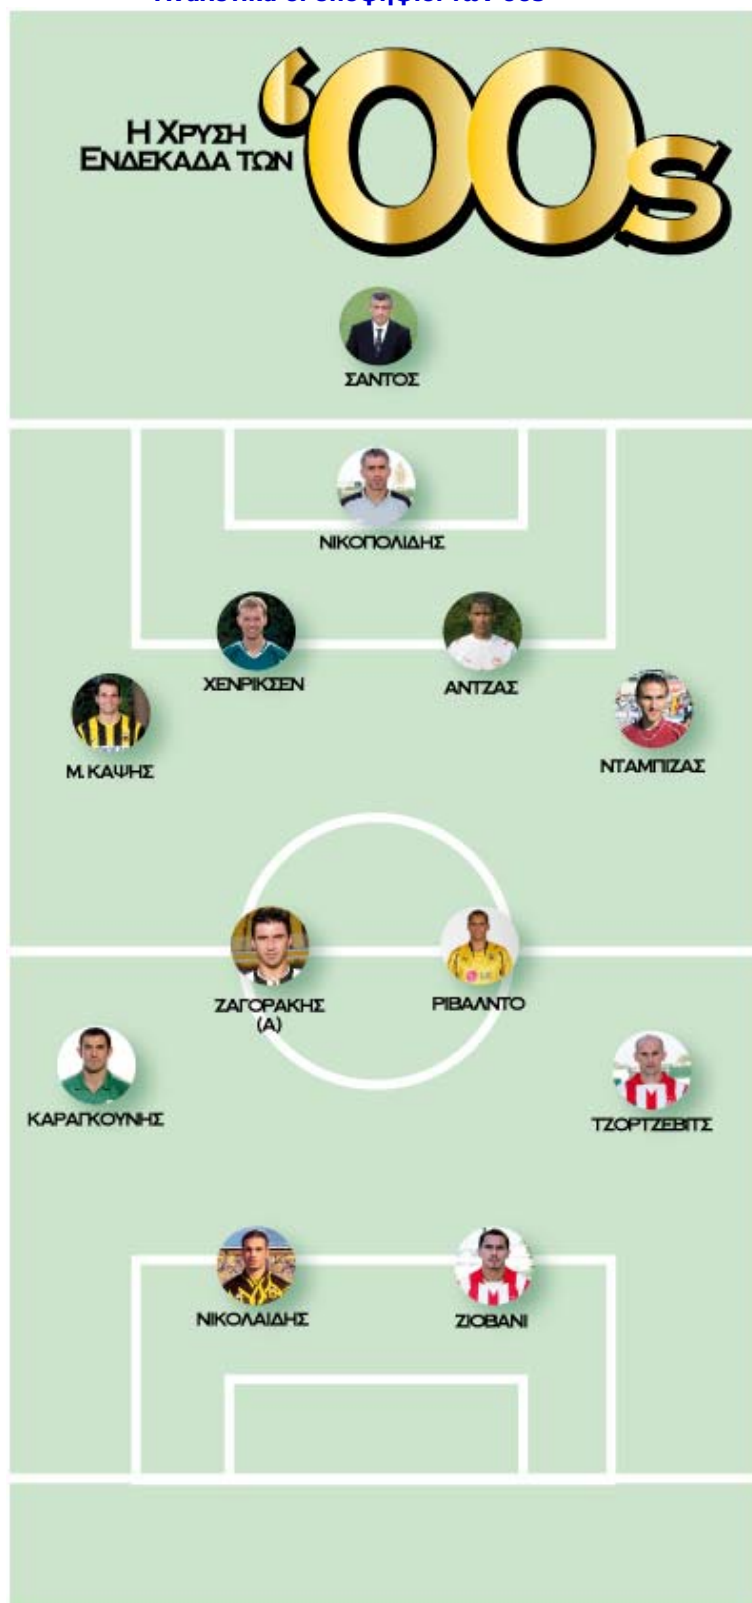 Η ΧΡΥΣΗ
ΕΝΔΕΚΑΔΑ ΤΩΝ
‘00s
ΣΑΝΤΟΣ
ΝΙΚΟΠΟΛΙΔΗΣ
ΧΕΝΡΙΚΣΕΝ
ΑΝΤΖΑΣ
Μ. ΚΑΨΗΣ
ΝΤΑΜΠΙΖΑΣ
ΖΑΓΟΡΑΚΗΣ
(Α)
ΡΙΒΑΛΝΤΟ
ΚΑΡΑΓΚΟΥΝΗΣ
ΤΖΟΡΤΖΕΒΙΤΣ
ΝΙΚΟΛΑΙΔΗΣ
ΖΙΟΒΑΝΙ